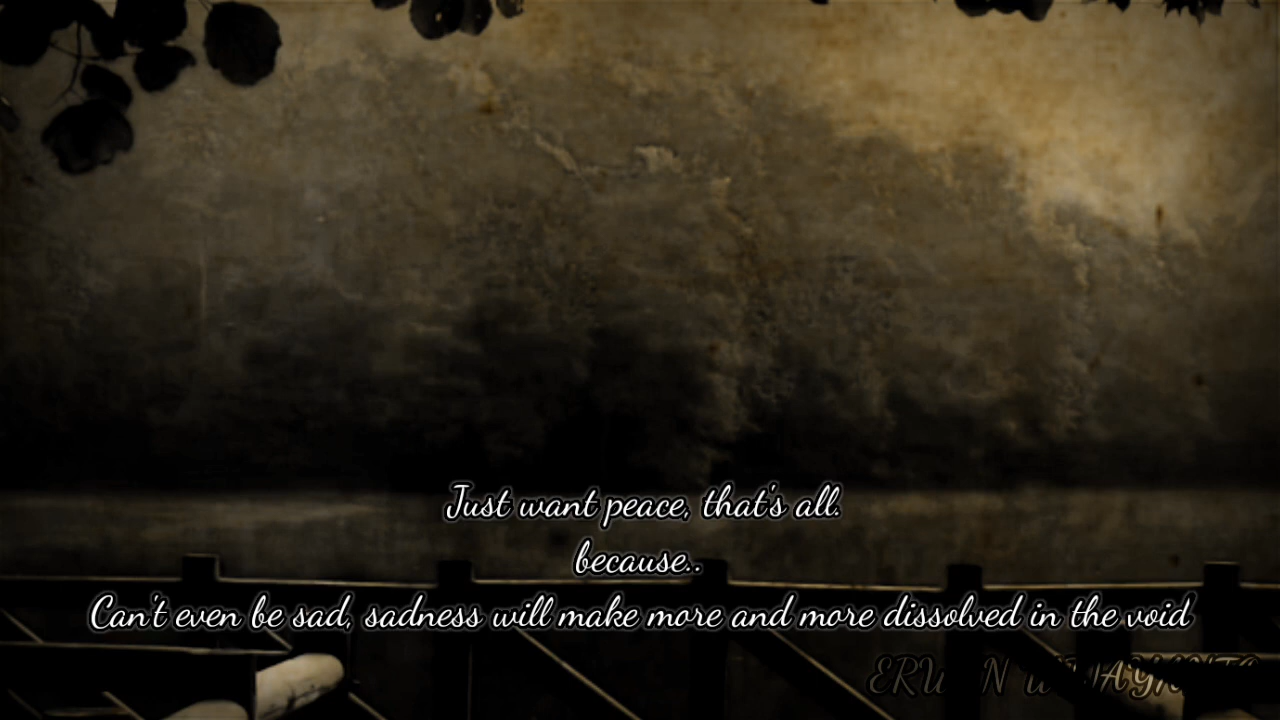 Just want peace, that's all.
because..
Can't even be sad, sadness will make more and more dissolved in the void